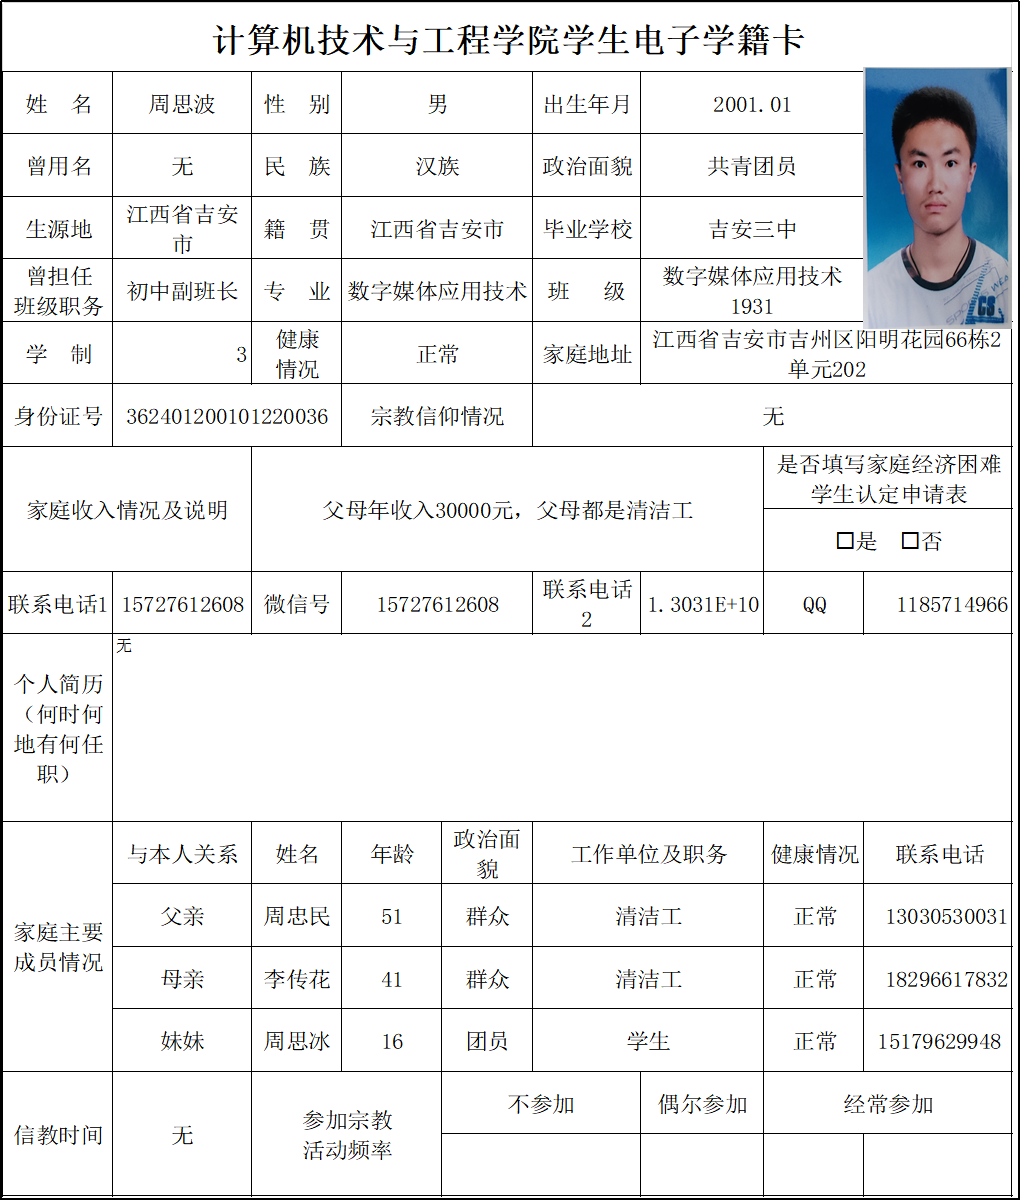 计算机技术与工程学院学生电子学籍卡
姓 名 周思波 性 别 男 出生年月 2001.01
曾用名 无 民 族 汉族 政治面貌 共青团员
生源地 江西省吉安
市 籍 贯 江西省吉安市 毕业学校 吉安三中
曾担任
班级职务 初中副班长 专 业 数字媒体应用技术 班 级 数字媒体应用技术
1931
CS
学 制 3 健康
情况 正常 家庭地址 江西省吉安市吉州区阳明花园66栋2
单元202
身份证号 362401200101220036 宗教信仰情况 无
家庭收入情况及说明 父母年收入30000元，父母都是清洁工
是否填写家庭经济困难
学生认定申请表
□是 □否
联系电话1 15727612608 微信号 15727612608 联系电话
2 1.3031E+10 QQ 1185714966
个人简历
（何时何
地有何任
职）
无
家庭主要
成员情况
与本人关系 姓名 年龄 政治面
貌 工作单位及职务 健康情况 联系电话
父亲 周忠民 51 群众 清洁工 正常 13030530031
母亲 李传花 41 群众 清洁工 正常 18296617832
妹妹 周思冰 16 团员 学生 正常 15179629948
信教时间 无 参加宗教
活动频率
不参加 偶尔参加 经常参加